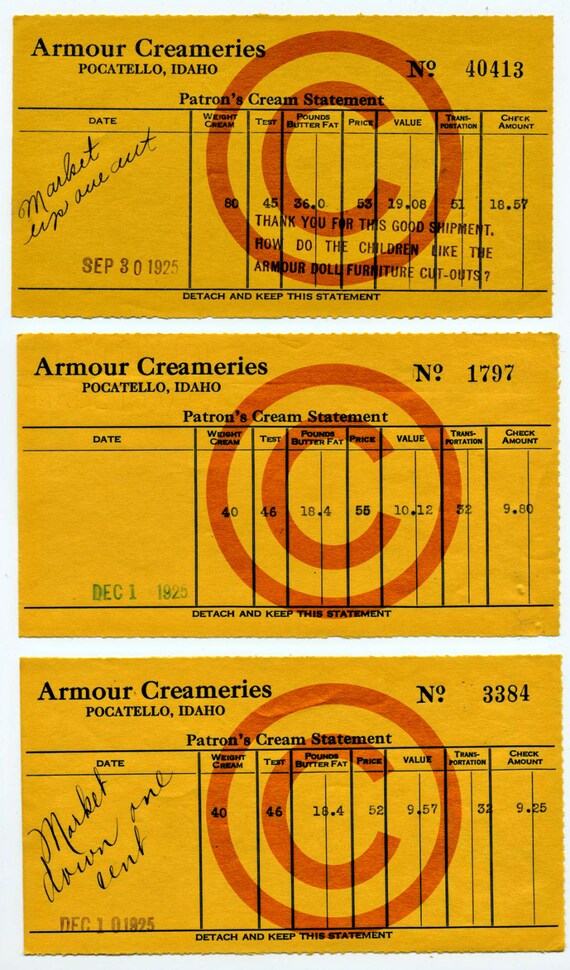 Armour Creameries
POCATELLO, IDAHO
Nº 40413
Patron's Cream Statement
DATE WEIGHT CREAM TEST POUNDS BUTTER FAT PRICE VALUE TRANS-PORTATION CHECK AMOUNT
Market
up one cent
80 45 36.0 53 19.08 51 18.57
THANK YOU FOR THIS GOOD SHIPMENT.
HOW DO THE CHILDREN LIKE THE
ARMOUR DOLL FURNITURE CUT-OUTS?
SEP 30 1925
DETACH AND KEEP THIS STATEMENT
Armour Creameries
POCATELLO, IDAHO
Nº 1797
Patron's Cream Statement
DATE WEIGHT CREAM TEST POUNDS BUTTER FAT PRICE VALUE TRANS-PORTATION CHECK AMOUNT
40 46 18.4 55 10.12 32 9.80
DEC 1 1925
DETACH AND KEEP THIS STATEMENT
Armour Creameries
POCATELLO, IDAHO
Nº 3384
Patron's Cream Statement
DATE WEIGHT CREAM TEST POUNDS BUTTER FAT PRICE VALUE TRANS-PORTATION CHECK AMOUNT
Market
down one
cent
40 46 18.4 52 9.57 32 9.25
DEC 10 1925
DETACH AND KEEP THIS STATEMENT